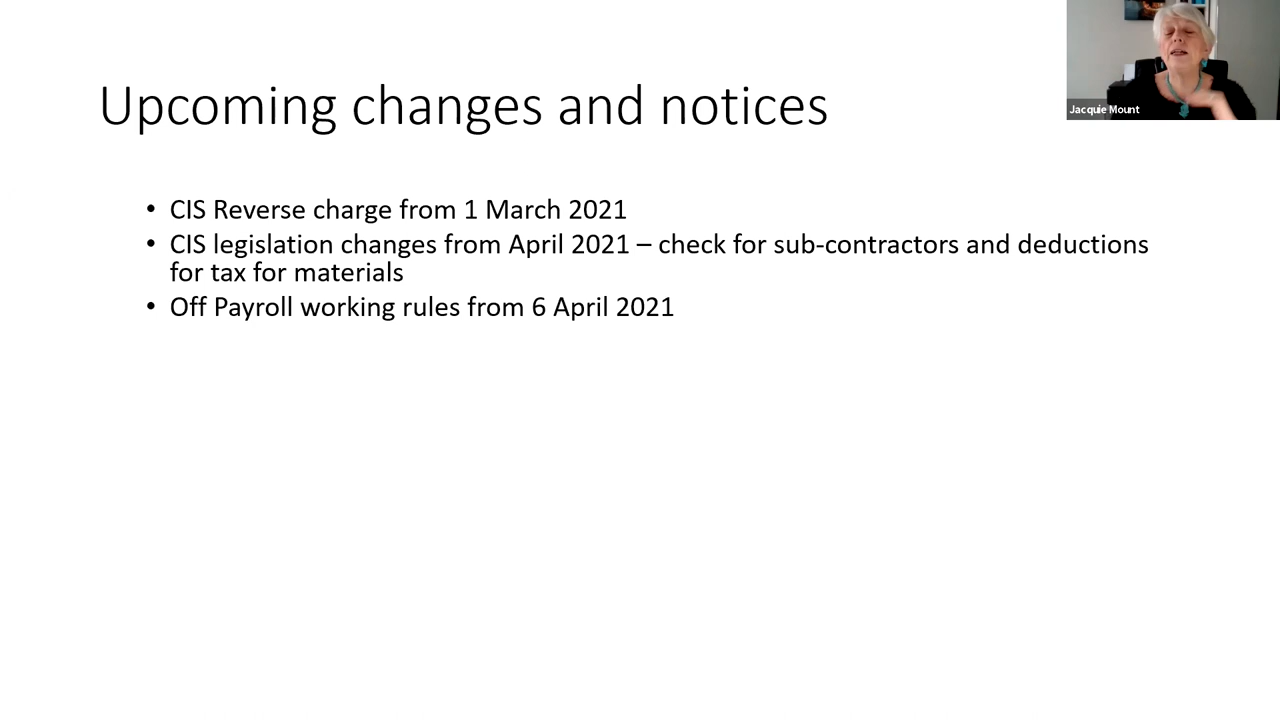 Upcoming changes and notices
Jacquie Mount
• CIS Reverse charge from 1 March 2021
• CIS legislation changes from April 2021 – check for sub-contractors and deductions
for tax for materials
• Off Payroll working rules from 6 April 2021